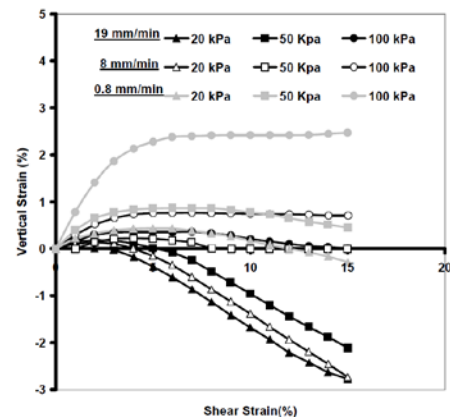 5
19 mm/min 20 kPa 50 Kpa 100 kPa
4
8 mm/min 20 kPa 50 Kpa 100 kPa
0.8 mm/min 20 kPa 50 Kpa 100 kPa
3
2
1
0
0 10 15 20
-1
-2
-3
Vertical Strain (%)
Shear Strain(%)